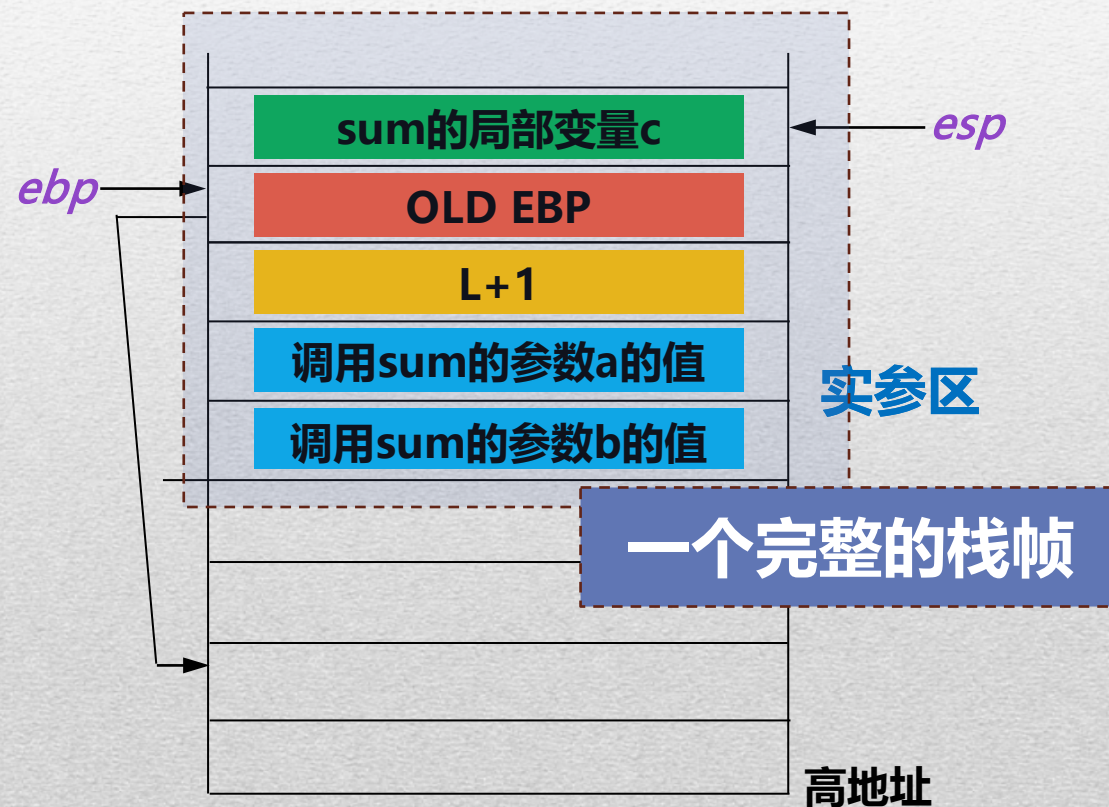 sum的局部变量c
esp
ebp
OLD EBP
L+1
调用sum的参数a的值
实参区
调用sum的参数b的值
一个完整的栈帧
高地址